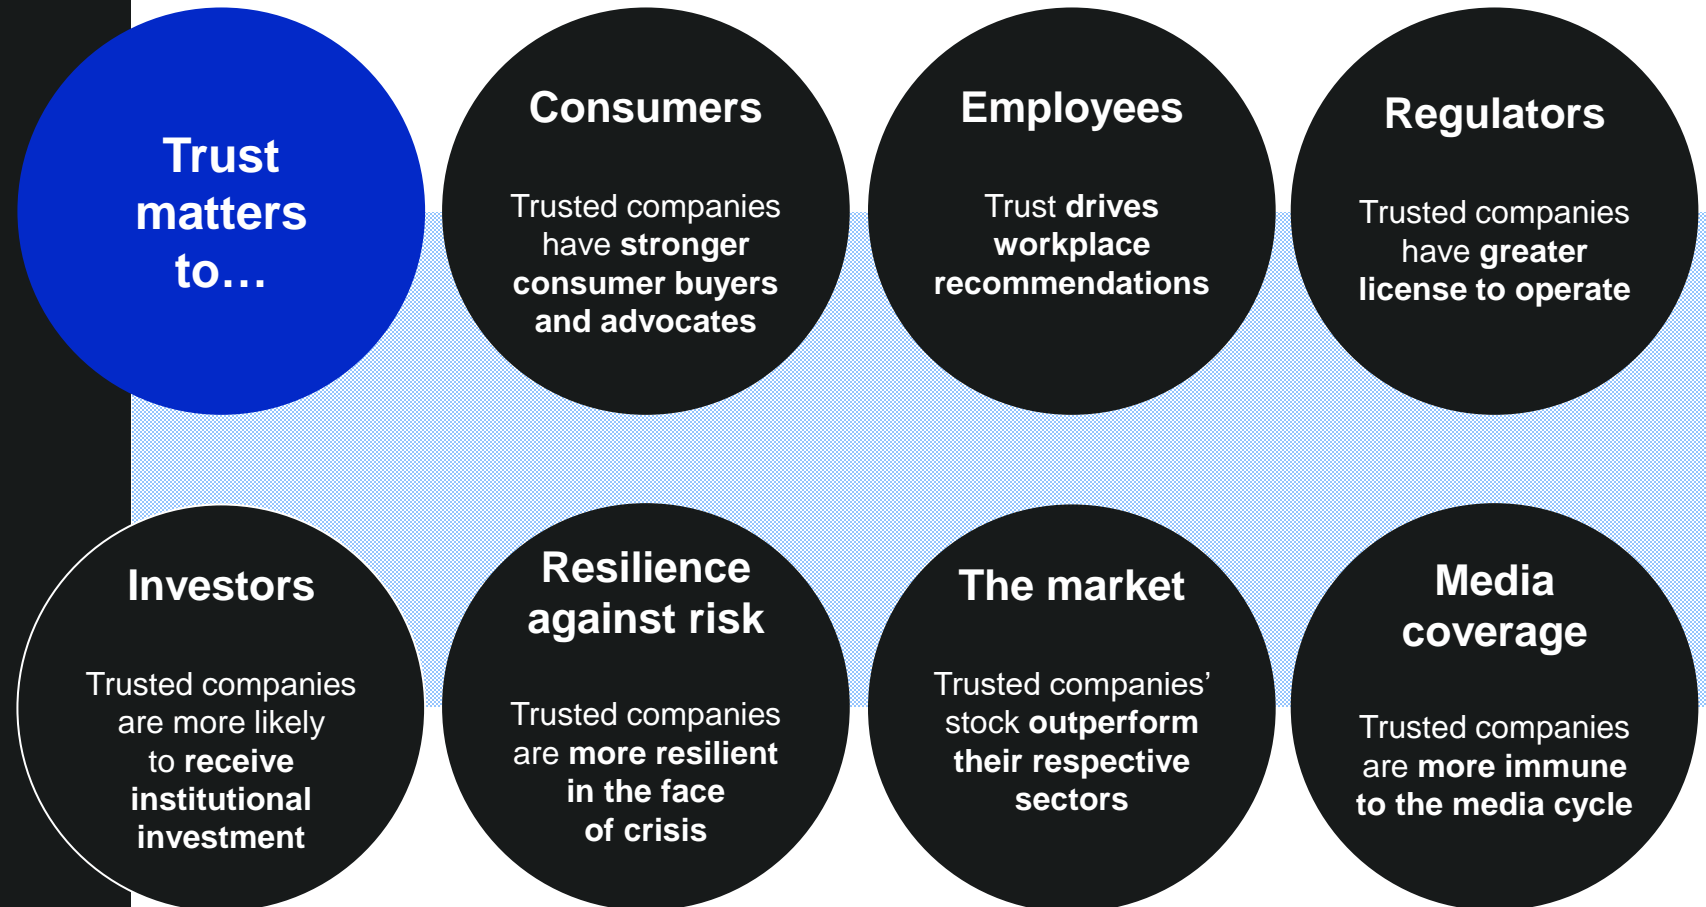 Trust
matters
to…
Consumers
Trusted companies
have stronger
consumer buyers
and advocates
Employees
Trust drives
workplace
recommendations
Regulators
Trusted companies
have greater
license to operate
Investors
Trusted companies
are more likely
to receive
institutional
investment
Resilience
against risk
Trusted companies
are more resilient
in the face
of crisis
The market
Trusted companies’
stock outperform
their respective
sectors
Media
coverage
Trusted companies
are more immune
to the media cycle